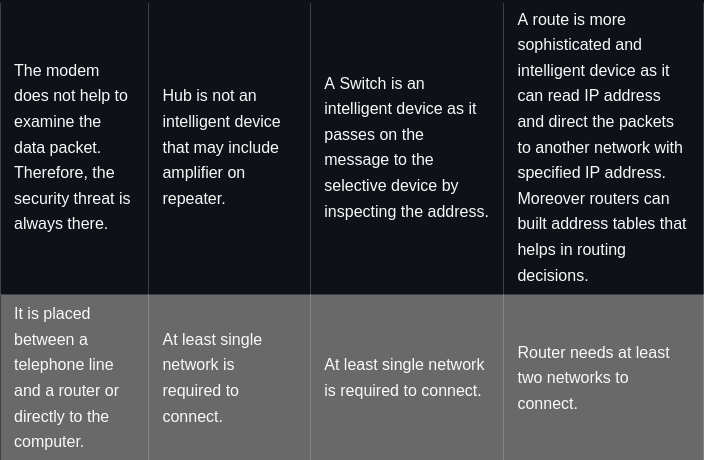 The modem
does not help to
examine the
data packet.
Therefore, the
security threat is
always there.
Hub is not an
intelligent device
that may include
amplifier on
repeater.
A Switch is an
intelligent device as it
passes on the
message to the
selective device by
inspecting the address.
A route is more
sophisticated and
intelligent device as it
can read IP address
and direct the packets
to another network with
specified IP address.
Moreover routers can
built address tables that
helps in routing
decisions.
It is placed
between a
telephone line
and a router or
directly to the
computer.
At least single
network is
required to
connect.
At least single network
is required to connect.
Router needs at least
two networks to
connect.